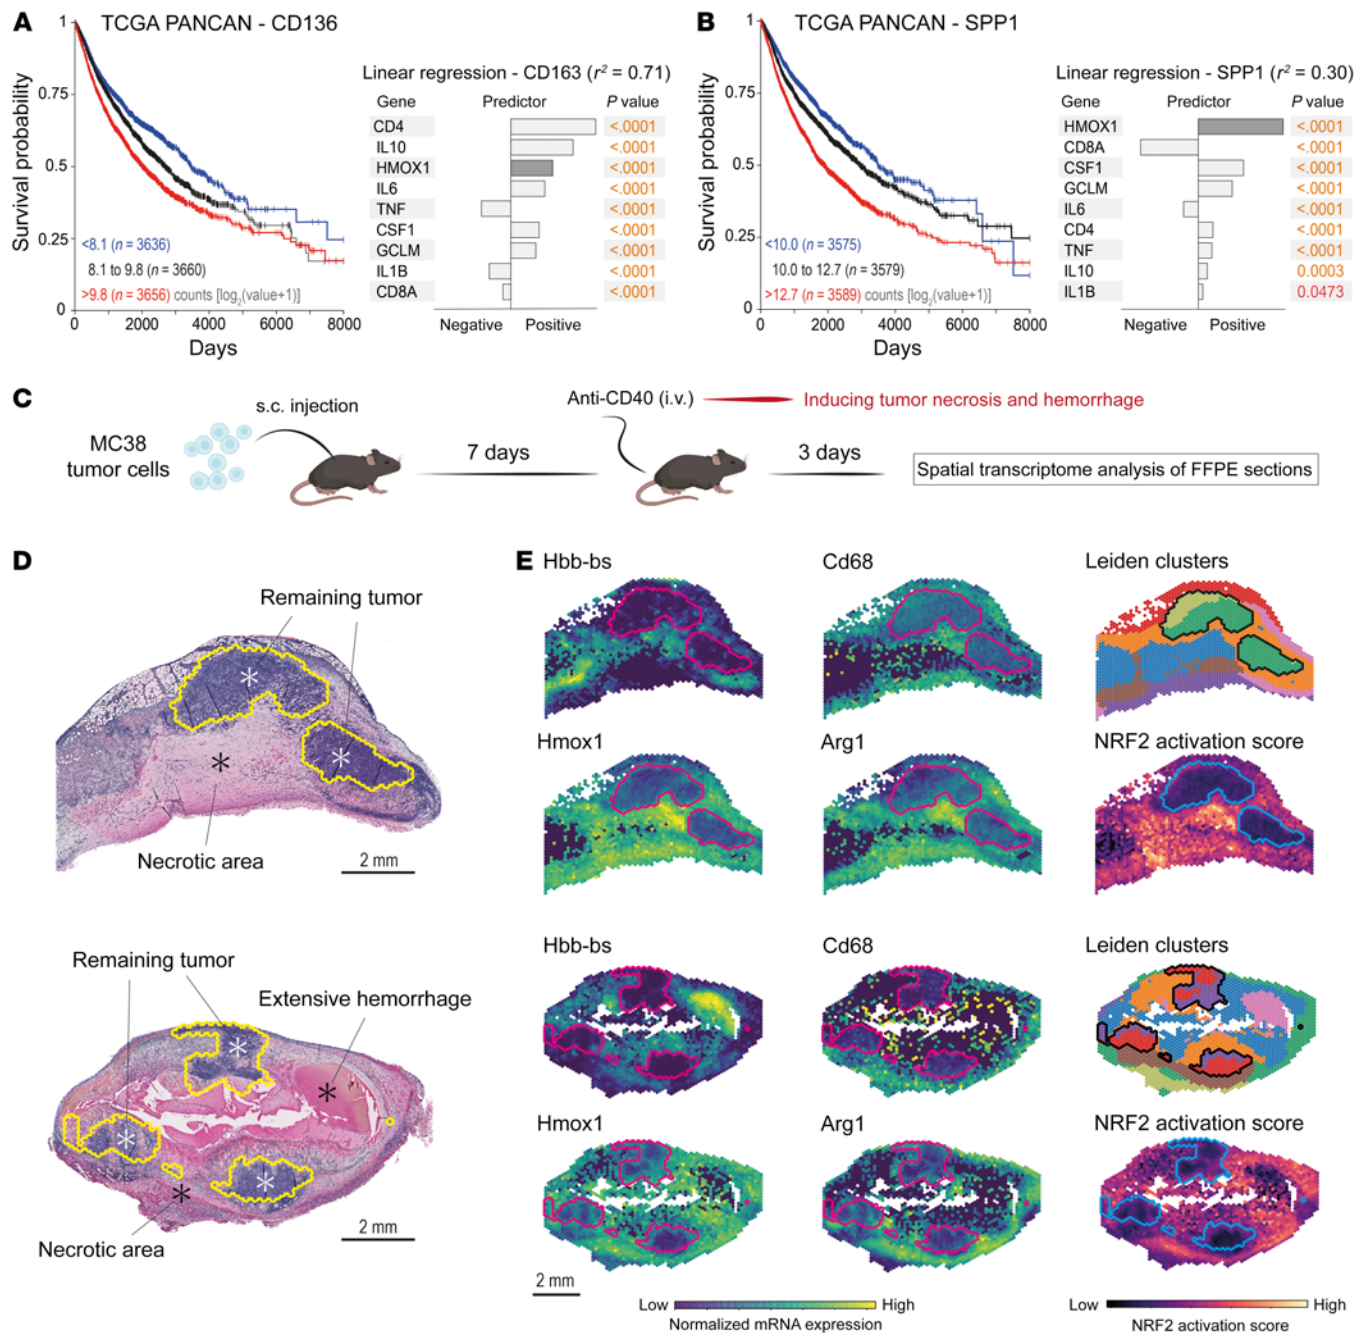 A
TCGA PANCAN - CD136
Survival probability
1
0.75
0.5
0.25
0
<8.1 (n = 3636)
8.1 to 9.8 (n = 3660)
>9.8 (n = 3656) counts [log2(value+1)]
0 2000 4000 6000 8000
Days
Linear regression - CD163 (r² = 0.71)
Gene Predictor P value
CD4 <.0001
IL10 <.0001
HMOX1 <.0001
IL6 <.0001
TNF <.0001
CSF1 <.0001
GCLM <.0001
IL1B <.0001
CD8A <.0001
Negative Positive
B
TCGA PANCAN - SPP1
Survival probability
1
0.75
0.5
0.25
0
<10.0 (n = 3575)
10.0 to 12.7 (n = 3579)
>12.7 (n = 3589) counts [log2(value+1)]
0 2000 4000 6000 8000
Days
Linear regression - SPP1 (r² = 0.30)
Gene Predictor P value
HMOX1 <.0001
CD8A <.0001
CSF1 <.0001
GCLM <.0001
IL6 <.0001
CD4 <.0001
TNF <.0001
IL10 0.0003
IL1B 0.0473
Negative Positive
C
MC38
tumor cells
s.c. injection
7 days
Anti-CD40 (i.v.)
Inducing tumor necrosis and hemorrhage
3 days
Spatial transcriptome analysis of FFPE sections
D
Remaining tumor
*
*
*
Necrotic area
2 mm
Remaining tumor
Extensive hemorrhage
*
*
*
*
*
Necrotic area
2 mm
E
Hbb-bs Cd68 Leiden clusters
Hmox1 Arg1 NRF2 activation score
Hbb-bs Cd68 Leiden clusters
Hmox1 Arg1 NRF2 activation score
2 mm
Low High
Normalized mRNA expression
Low High
NRF2 activation score